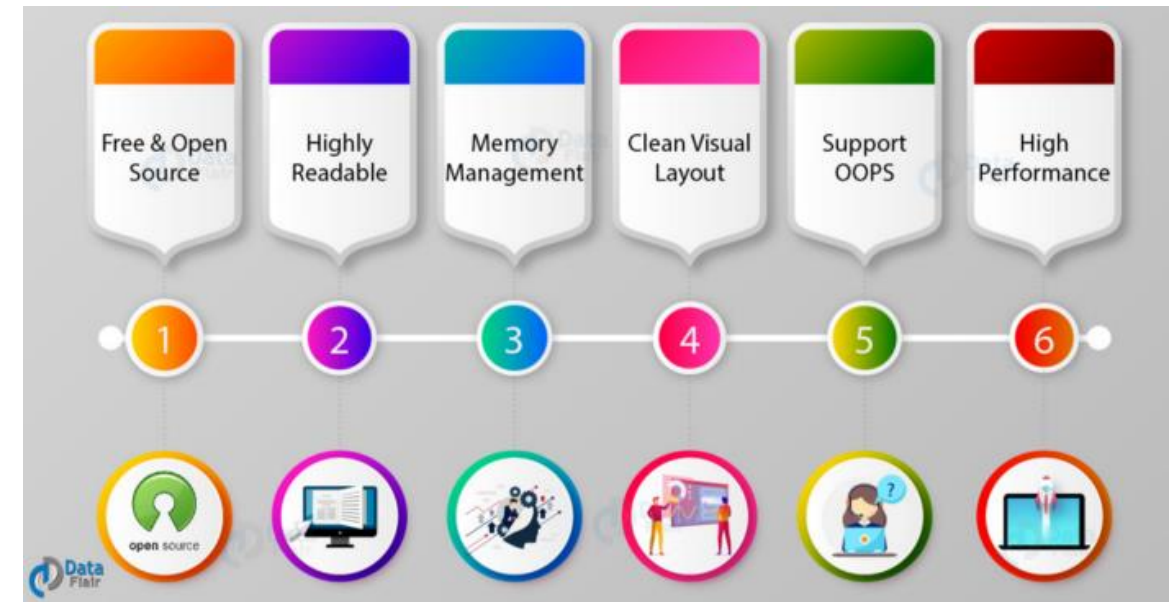 Free & Open
Source
Highly
Readable
Memory
Management
Clean Visual
Layout
Support
OOPS
High
Performance
1
2
3
4
5
6
open source
?
Data
Flair